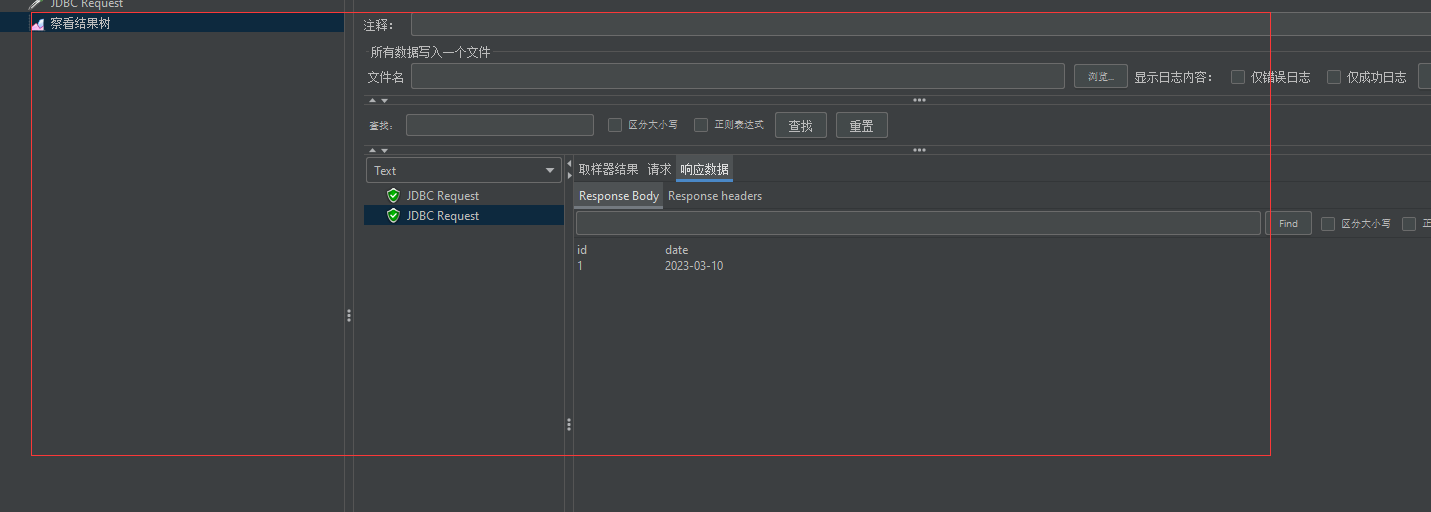 JDBC Request
察看结果树
注释：
所有数据写入一个文件
文件名
浏览...
显示日志内容：
仅错误日志
仅成功日志
查找：
区分大小写
正则表达式
查找
重置
Text
取样器结果 请求 响应数据
JDBC Request
Response Body Response headers
JDBC Request
Find
区分大小写
正
id date
1 2023-03-10